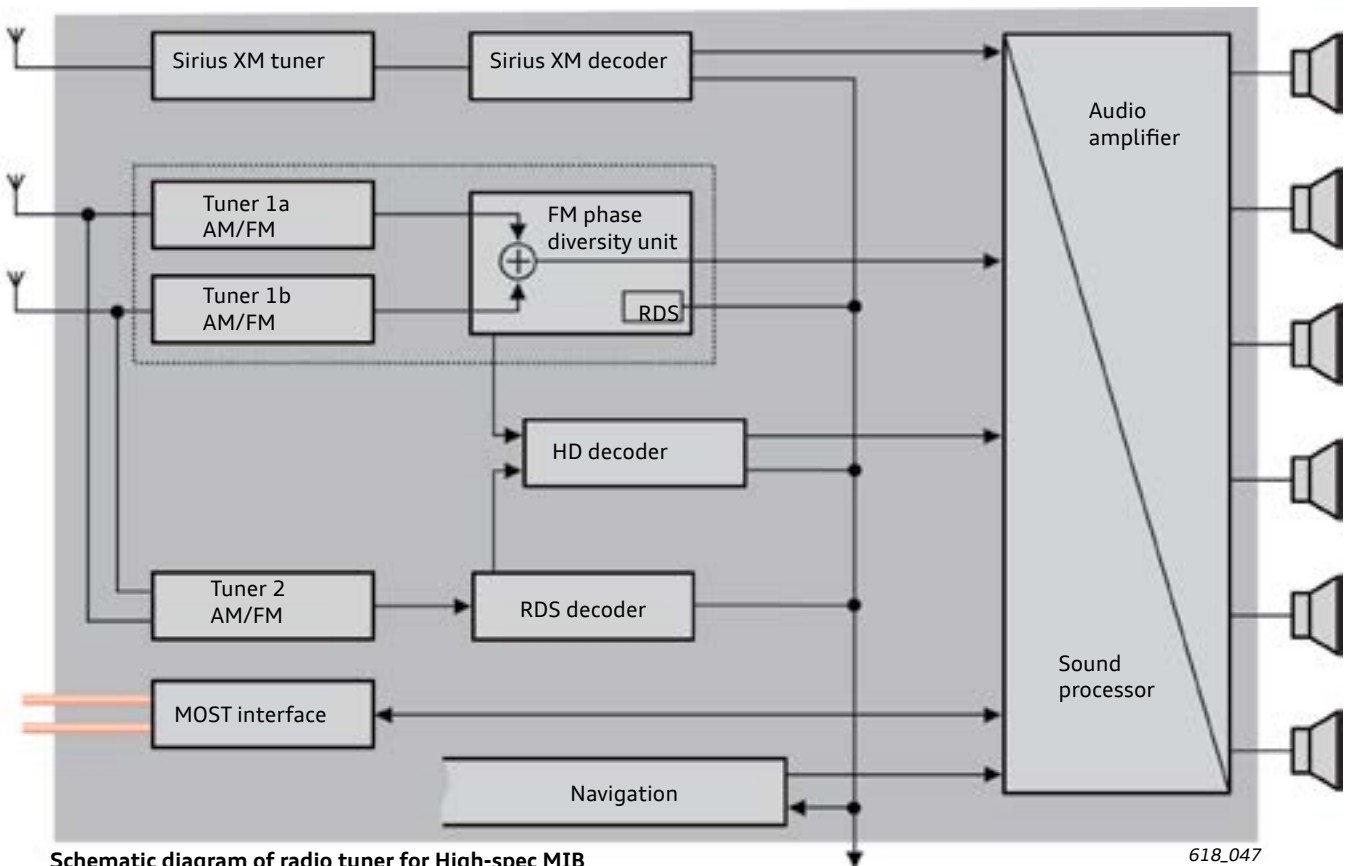 Sirius XM tuner
Sirius XM decoder
Audio
amplifier
Tuner 1a
AM/FM
FM phase
diversity unit
Tuner 1b
AM/FM
RDS
HD decoder
Tuner 2
AM/FM
RDS decoder
Sound
processor
MOST interface
Navigation
Schematic diagram of radio tuner for High-spec MIB
618_047